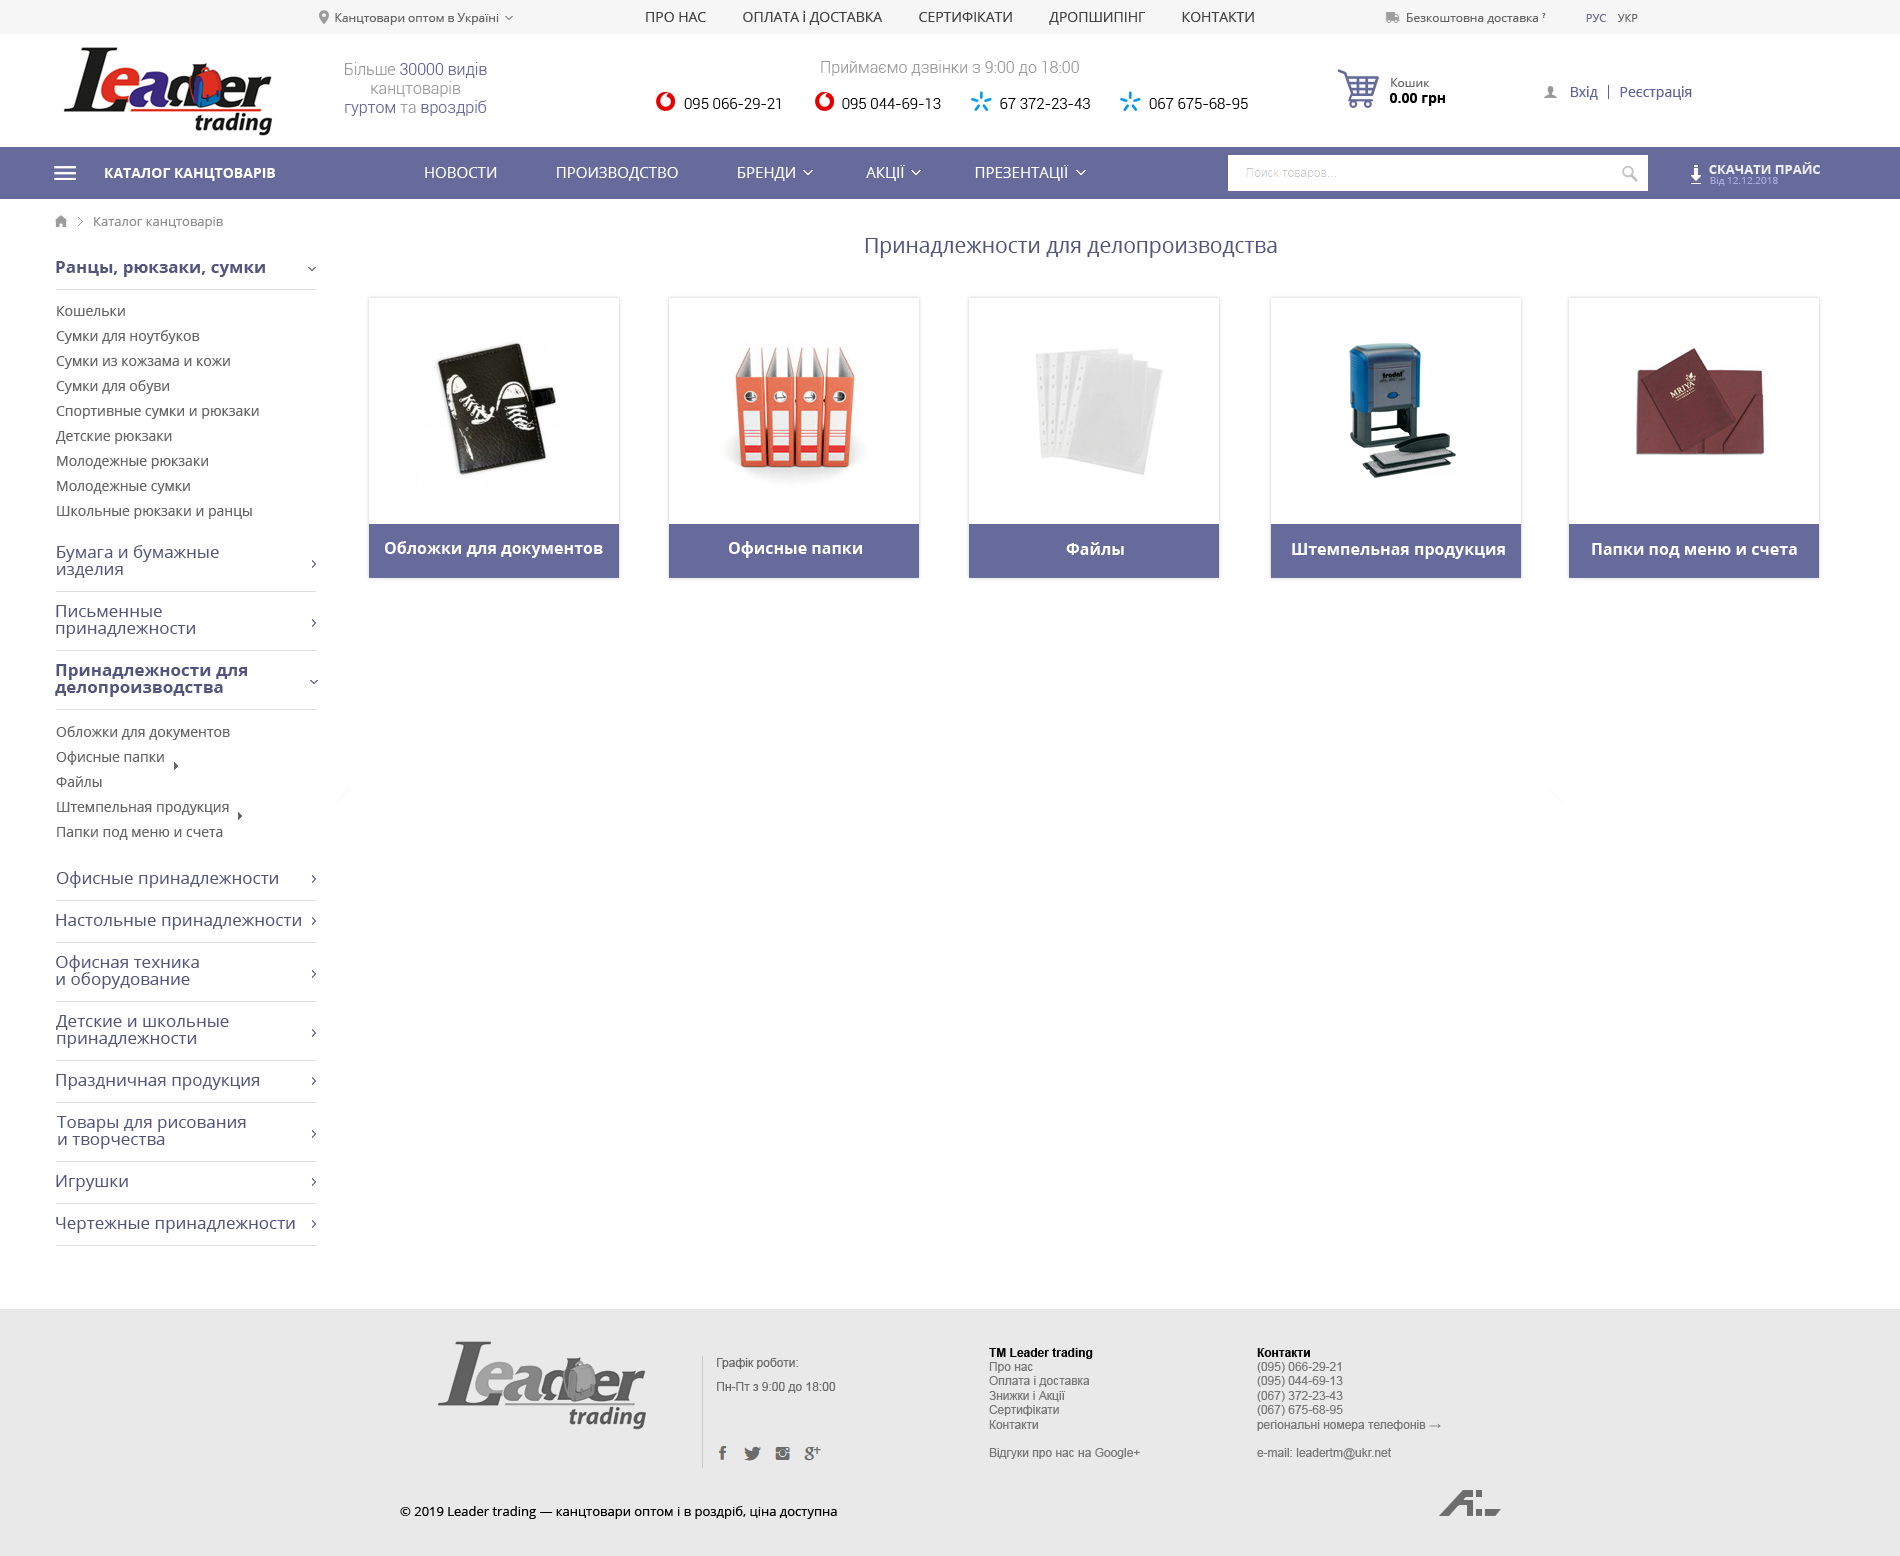 Канцтовари оптом в Україні
ПРО НАС
ОПЛАТА і ДОСТАВКА
СЕРТИФІКАТИ
ДРОПШИПІНГ
КОНТАКТИ
Безкоштовна доставка ?
РУС УКР
Leader
trading
Більше 30000 видів
канцтоварів
гуртом та вроздріб
Приймаємо дзвінки з 9:00 до 18:00
095 066-29-21
095 044-69-13
67 372-23-43
067 675-68-95
Кошик
0.00 грн
Вхід | Реєстрація
КАТАЛОГ КАНЦТОВАРІВ
НОВОСТИ
ПРОИЗВОДСТВО
БРЕНДИ
АКЦІЇ
ПРЕЗЕНТАЦІЇ
Поиск товаров...
СКАЧАТИ ПРАЙС
Від 12.12.2018
Каталог канцтоварів
Принадлежности для делопроизводства
Ранцы, рюкзаки, сумки
Кошельки
Сумки для ноутбуков
Сумки из кожзама и кожи
Сумки для обуви
Спортивные сумки и рюкзаки
Детские рюкзаки
Молодежные рюкзаки
Молодежные сумки
Школьные рюкзаки и ранцы
Бумага и бумажные
изделия
Письменные
принадлежности
Принадлежности для
делопроизводства
Обложки для документов
Офисные папки
Файлы
Штемпельная продукция
Папки под меню и счета
Офисные принадлежности
Настольные принадлежности
Офисная техника
и оборудование
Детские и школьные
принадлежности
Праздничная продукция
Товары для рисования
и творчества
Игрушки
Чертежные принадлежности
trodat
MRIYA
Обложки для документов
Офисные папки
Файлы
Штемпельная продукция
Папки под меню и счета
Leader
trading
Графік роботи:
Пн-Пт з 9:00 до 18:00
ТМ Leader trading
Про нас
Оплата і доставка
Знижки і Акції
Сертифікати
Контакти
Відгуки про нас на Google+
Контакти
(095) 066-29-21
(095) 044-69-13
(067) 372-23-43
(067) 675-68-95
регіональні номера телефонів →
e-mail: leadertm@ukr.net
© 2019 Leader trading — канцтовари оптом і в роздріб, ціна доступна